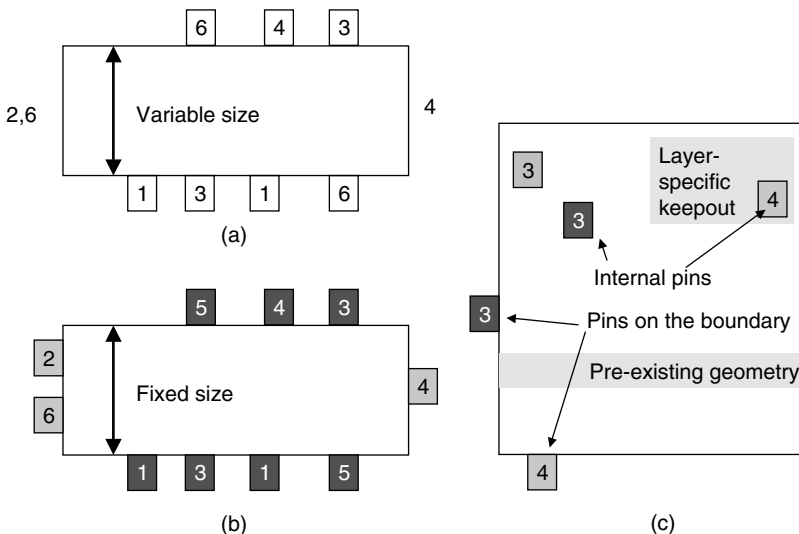 6 4 3
2,6 Variable size 4
1 3 1 6
(a)
5 4 3
2
Fixed size 4
6
1 3 1 5
(b)
Layer-
specific
keepout
3
4
3
Internal pins
3 Pins on the boundary
Pre-existing geometry
4
(c)